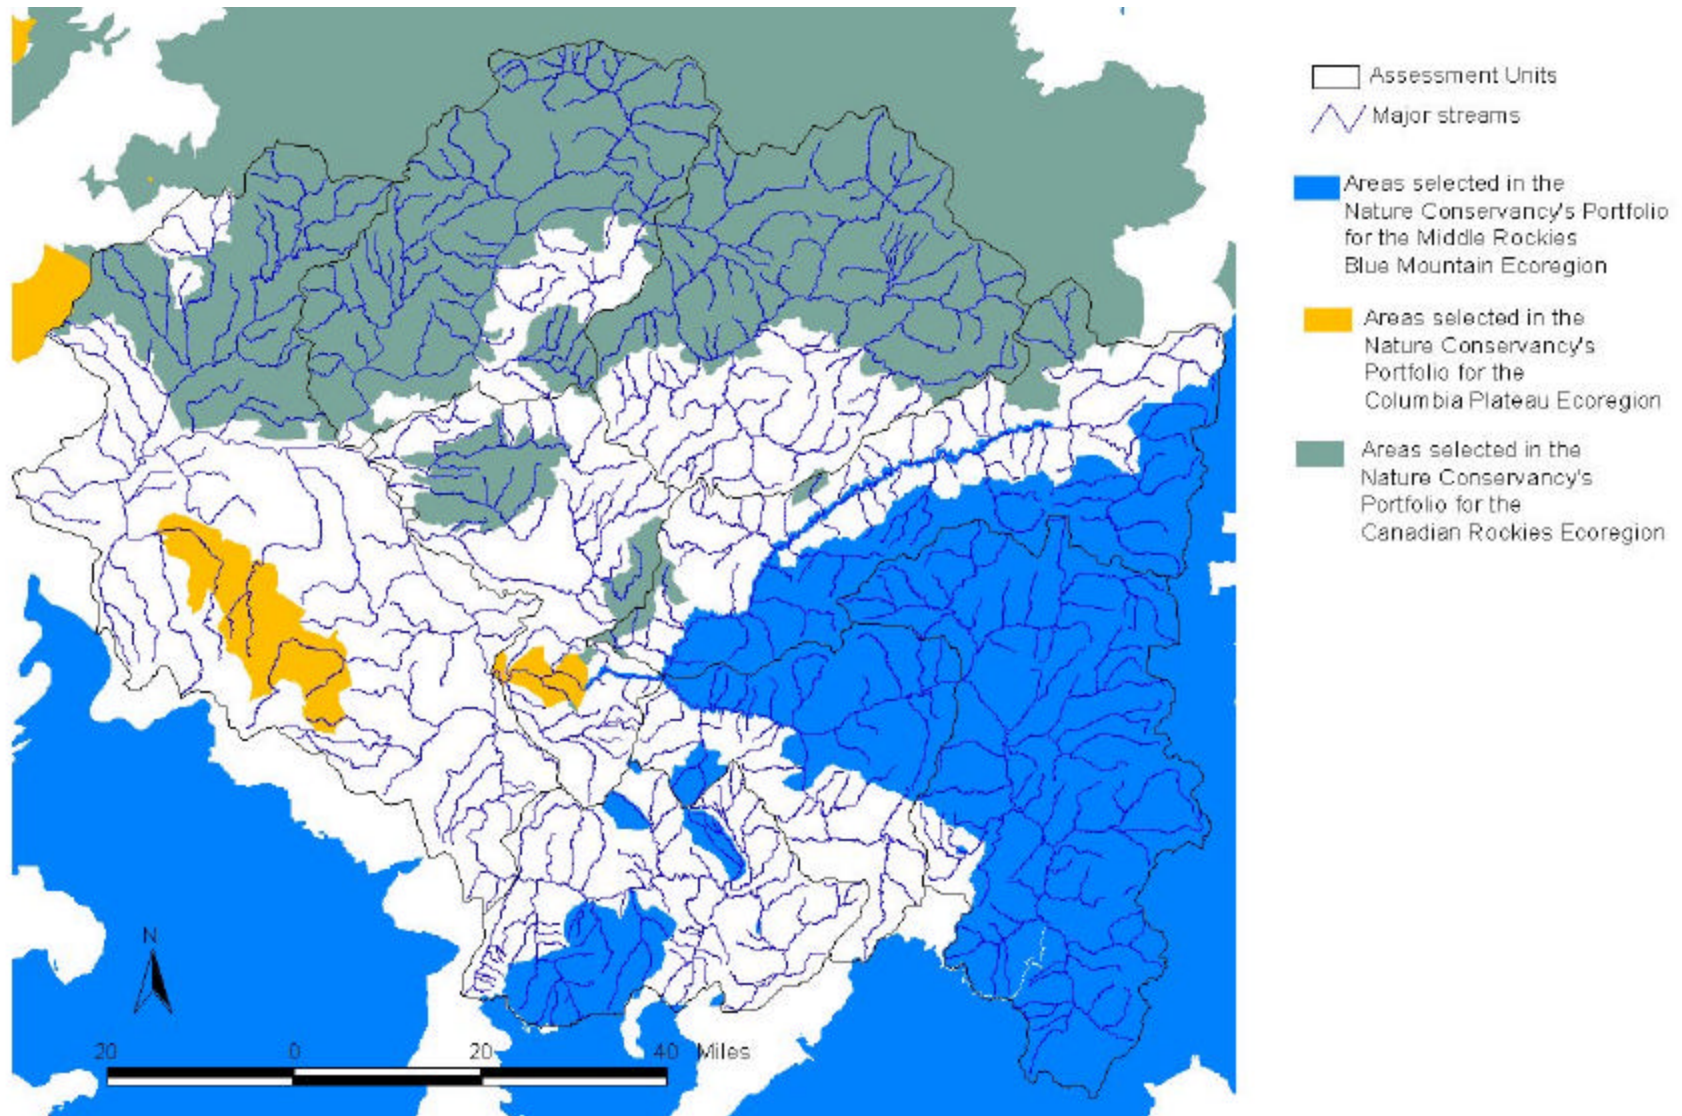 Assessment Units
Major streams
Areas selected in the
Nature Conservancy's Portfolio
for the Middle Rockies
Blue Mountain Ecoregion
Areas selected in the
Nature Conservancy's
Portfolio for the
Columbia Plateau Ecoregion
Areas selected in the
Nature Conservancy's
Portfolio for the
Canadian Rockies Ecoregion
N
20 0 20 40 Miles